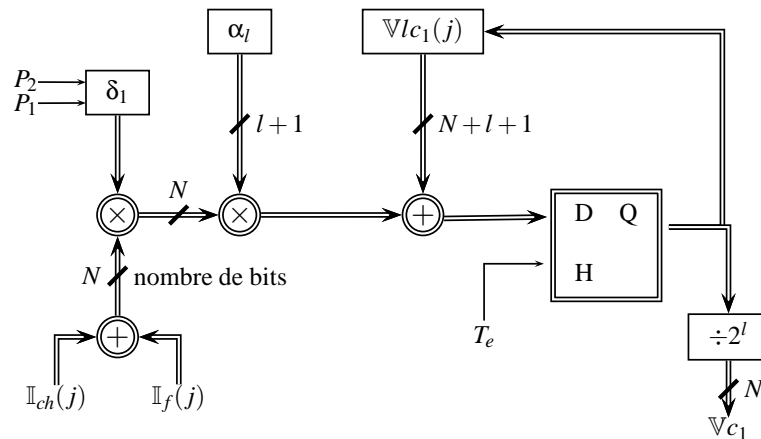 α_l
𝕍lc_1(j)
P_2
P_1
δ_1
l + 1
N + l + 1
N
×
×
+
D Q
H
N
nombre de bits
T_e
+
÷2^l
𝕀_ch(j)
𝕀_f(j)
N
𝕍c_1